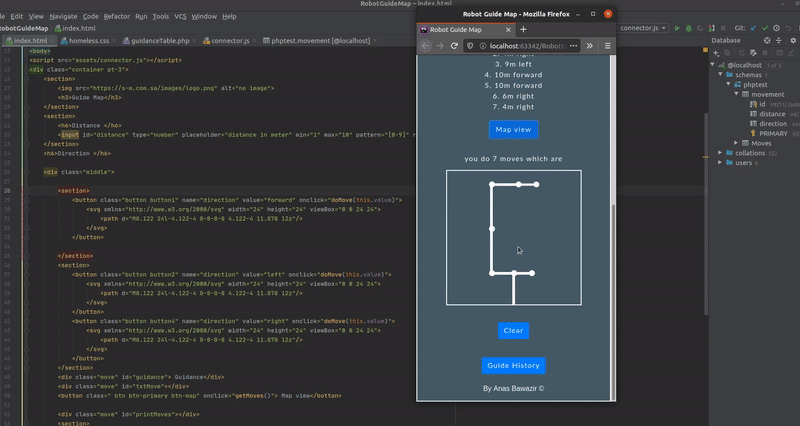 RobotGuideMap – index.html
Edit View Navigate Code Refactor Run Tools VCS Window Help
RobotGuideMap index.html
connector.js
index.html homeless.css guidanceTable.php connector.js phptest.movement [@localhost]
<body>
<script src="assets/connector.js"></script>
<div class="container pt-3">
<section>
<img src="https://s-m.com.sa/images/logo.png" alt="no image">
<h3>Guide Map</h3>
</section>
<section>
<h6>Distance </h6>
<input id="distance" type="number" placeholder="distance in meter" min="1" max="10" pattern="[0-9]"
</section>
<h6>Direction </h6>
<div class="middle">
<section>
<button class="button button1" name="direction" value="forward" onclick="doMove(this.value)">
<svg xmlns="http://www.w3.org/2000/svg" width="24" height="24" viewBox="0 0 24 24">
<path d="M8.122 24l-4.122-4 8-8-8-8 4.122-4 11.878 12z"/>
</svg>
</button>
</section>
<section>
<button class="button button2" name="direction" value="left" onclick="doMove(this.value)">
<svg xmlns="http://www.w3.org/2000/svg" width="24" height="24" viewBox="0 0 24 24">
<path d="M8.122 24l-4.122-4 8-8-8-8 4.122-4 11.878 12z"/>
</svg>
</button>
<button class="button button4" name="direction" value="right" onclick="doMove(this.value)">
<svg xmlns="http://www.w3.org/2000/svg" width="24" height="24" viewBox="0 0 24 24">
<path d="M8.122 24l-4.122-4 8-8-8-8 4.122-4 11.878 12z"/>
</svg>
</button>
</section>
<div class="move" id="guidance"> Guidance</div>
<div class="move" id="txtMove"></div>
<button class=" btn btn-primary btn-map" onclick="getMoves()"> Map view</button>
<div class="move" id="printMoves"></div>
<section>
Robot Guide Map - Mozilla Firefox
Robot Guide Map
localhost:63342/Robot
3. 9m left
4. 10m forward
5. 10m forward
6. 6m right
7. 4m right
Map view
you do 7 moves which are
Clear
Guide History
By Anas Bawazir ©
Database
@localhost 1 of 5
schemas 1
phptest
movement
id int(11)
distance
direction
PRIMARY
Moves
collations 222
users 6